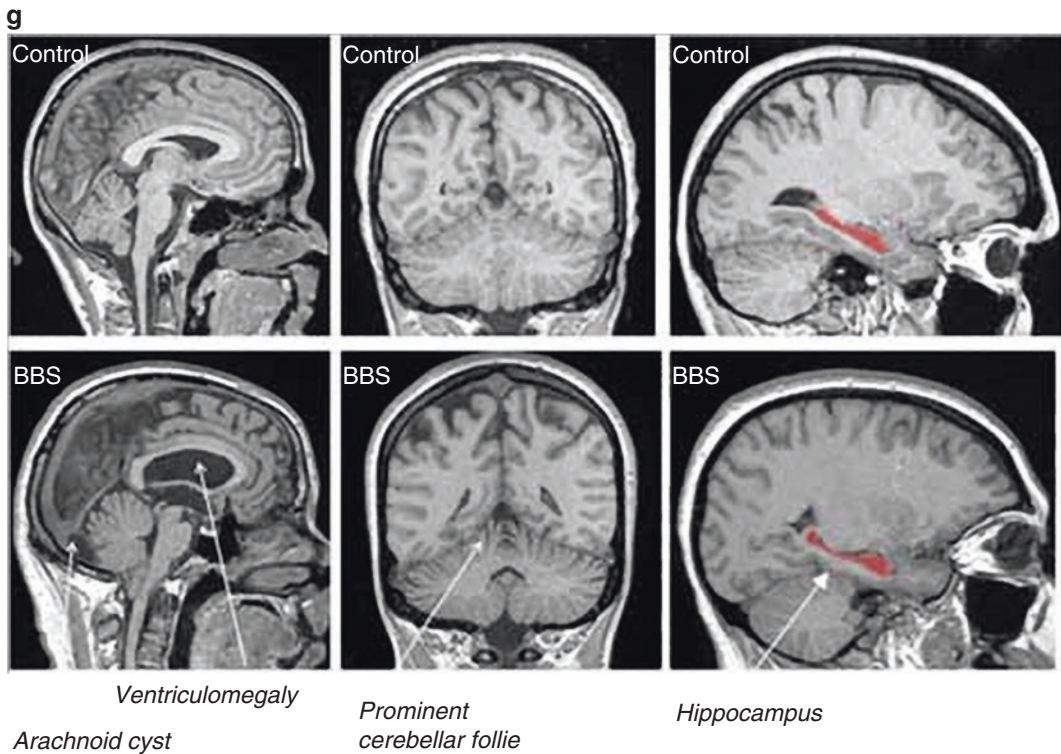 g
Control
Control
Control
BBS
BBS
BBS
Ventriculomegaly
Arachnoid cyst
Prominent
cerebellar follie
Hippocampus